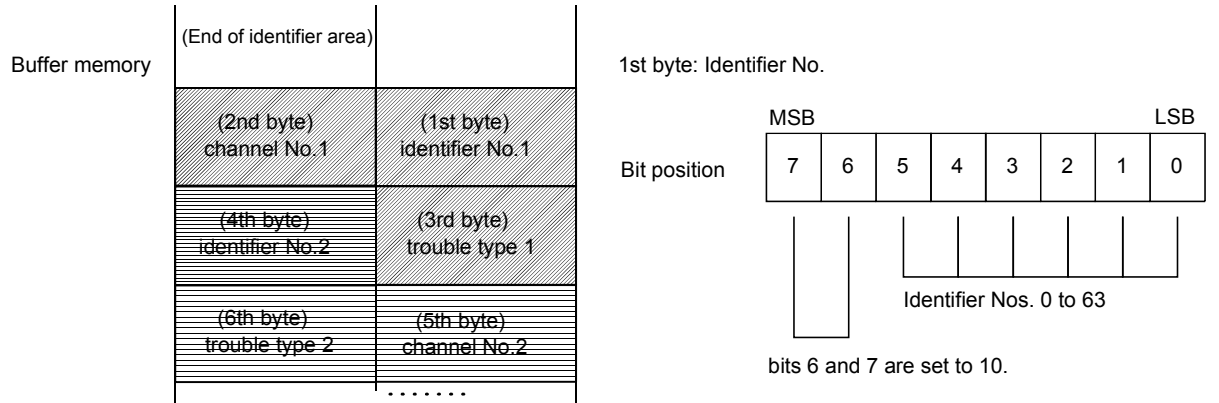 (End of identifier area)
Buffer memory
(2nd byte)
channel No.1
(1st byte)
identifier No.1
(4th byte)
identifier No.2
(3rd byte)
trouble type 1
(6th byte)
trouble type 2
(5th byte)
channel No.2
.......
1st byte: Identifier No.
MSB LSB
Bit position 7 6 5 4 3 2 1 0
Identifier Nos. 0 to 63
bits 6 and 7 are set to 10.